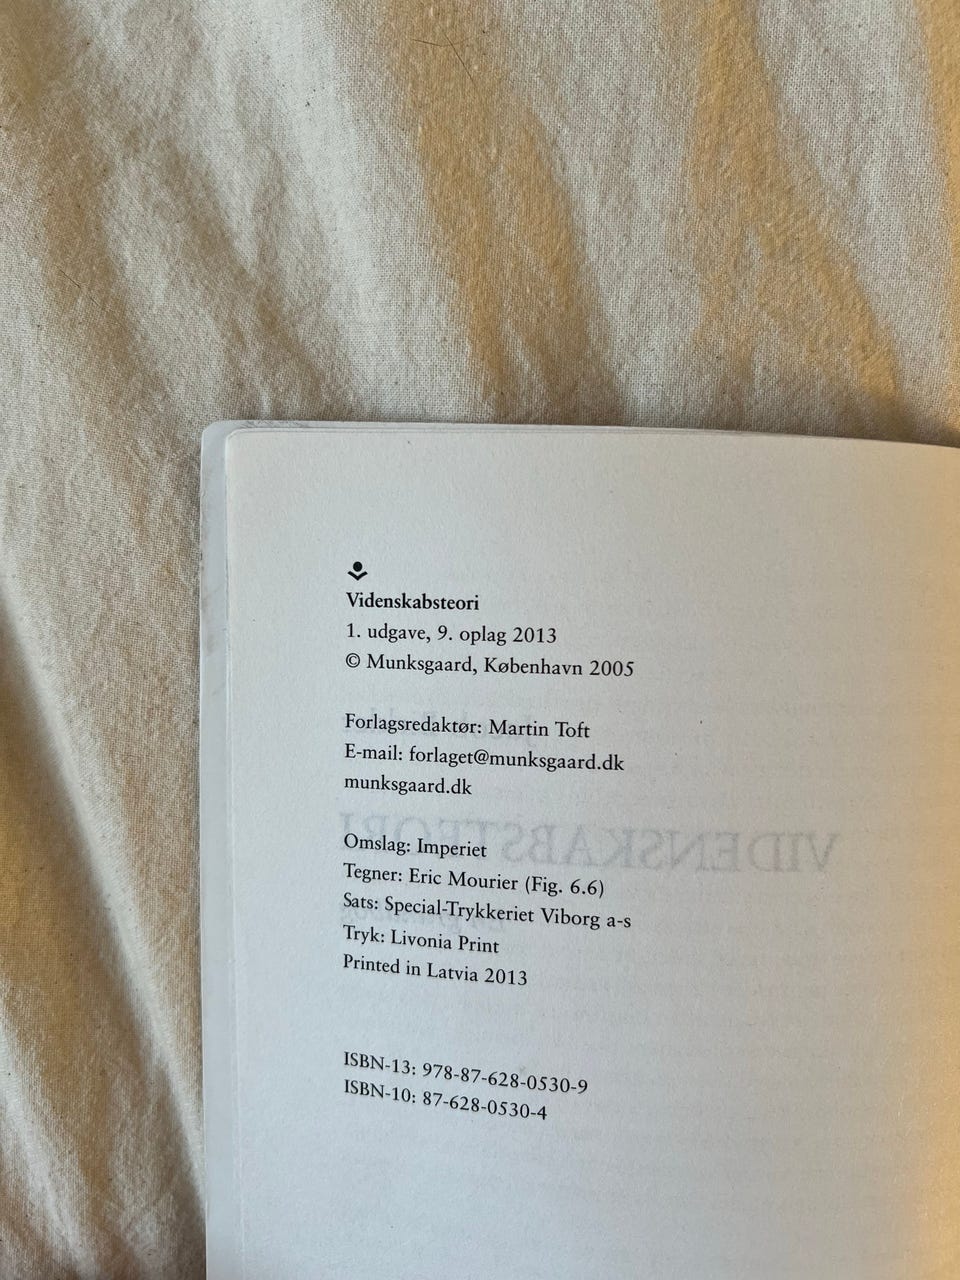 Videnskabsteori
1. udgave, 9. oplag 2013
© Munksgaard, København 2005
Forlagsredaktør: Martin Toft
E-mail: forlaget@munksgaard.dk
munksgaard.dk
Omslag: Imperiet
Tegner: Eric Mourier (Fig. 6.6)
Sats: Special-Trykkeriet Viborg a-s
Tryk: Livonia Print
Printed in Latvia 2013
ISBN-13: 978-87-628-0530-9
ISBN-10: 87-628-0530-4
VIDENSKABSTEORI